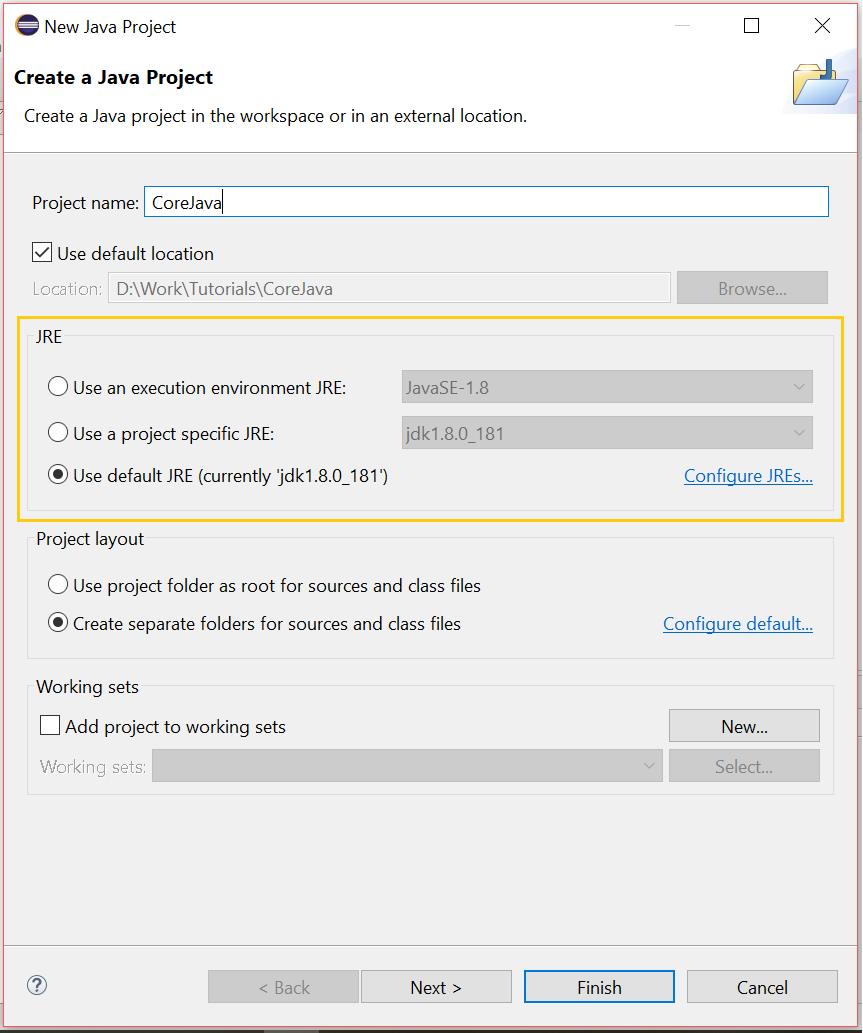 New Java Project
Create a Java Project
Create a Java project in the workspace or in an external location.
Project name: CoreJava
Use default location
Location: D:\Work\Tutorials\CoreJava Browse...
JRE
Use an execution environment JRE: JavaSE-1.8
Use a project specific JRE: jdk1.8.0_181
Use default JRE (currently 'jdk1.8.0_181') Configure JREs...
Project layout
Use project folder as root for sources and class files
Create separate folders for sources and class files Configure default...
Working sets
Add project to working sets New...
Working sets: Select...
? < Back Next > Finish Cancel